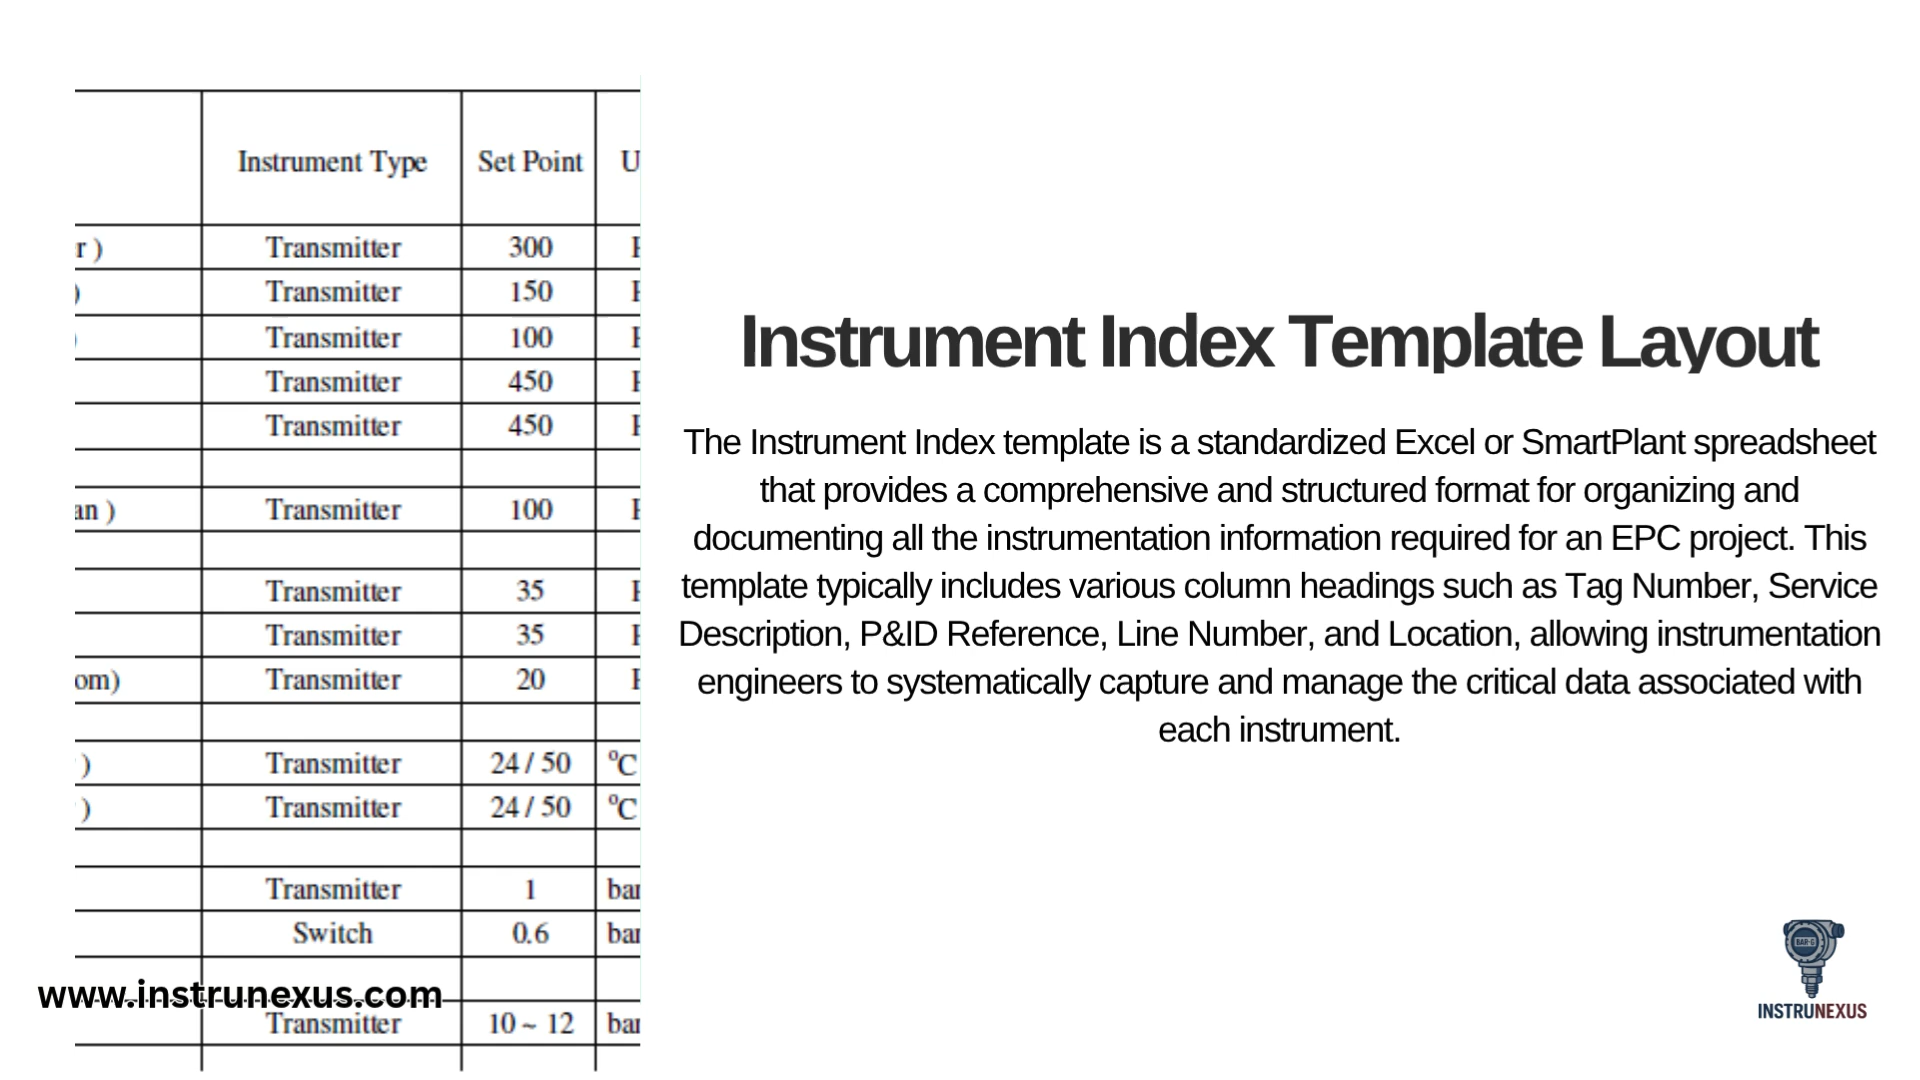 Instrument Type Set Point U
r ) Transmitter 300
) Transmitter 150
) Transmitter 100
Transmitter 450
Transmitter 450
an ) Transmitter 100
Transmitter 35
Transmitter 35
om) Transmitter 20
) Transmitter 24 / 50 °C
) Transmitter 24 / 50 °C
Transmitter 1 bar
Switch 0.6 bar
Transmitter 10 ~ 12 bar
www.instrunexus.com
Instrument Index Template Layout
The Instrument Index template is a standardized Excel or SmartPlant spreadsheet
that provides a comprehensive and structured format for organizing and
documenting all the instrumentation information required for an EPC project. This
template typically includes various column headings such as Tag Number, Service
Description, P&ID Reference, Line Number, and Location, allowing instrumentation
engineers to systematically capture and manage the critical data associated with
each instrument.
BAR-G
INSTRUNEXUS